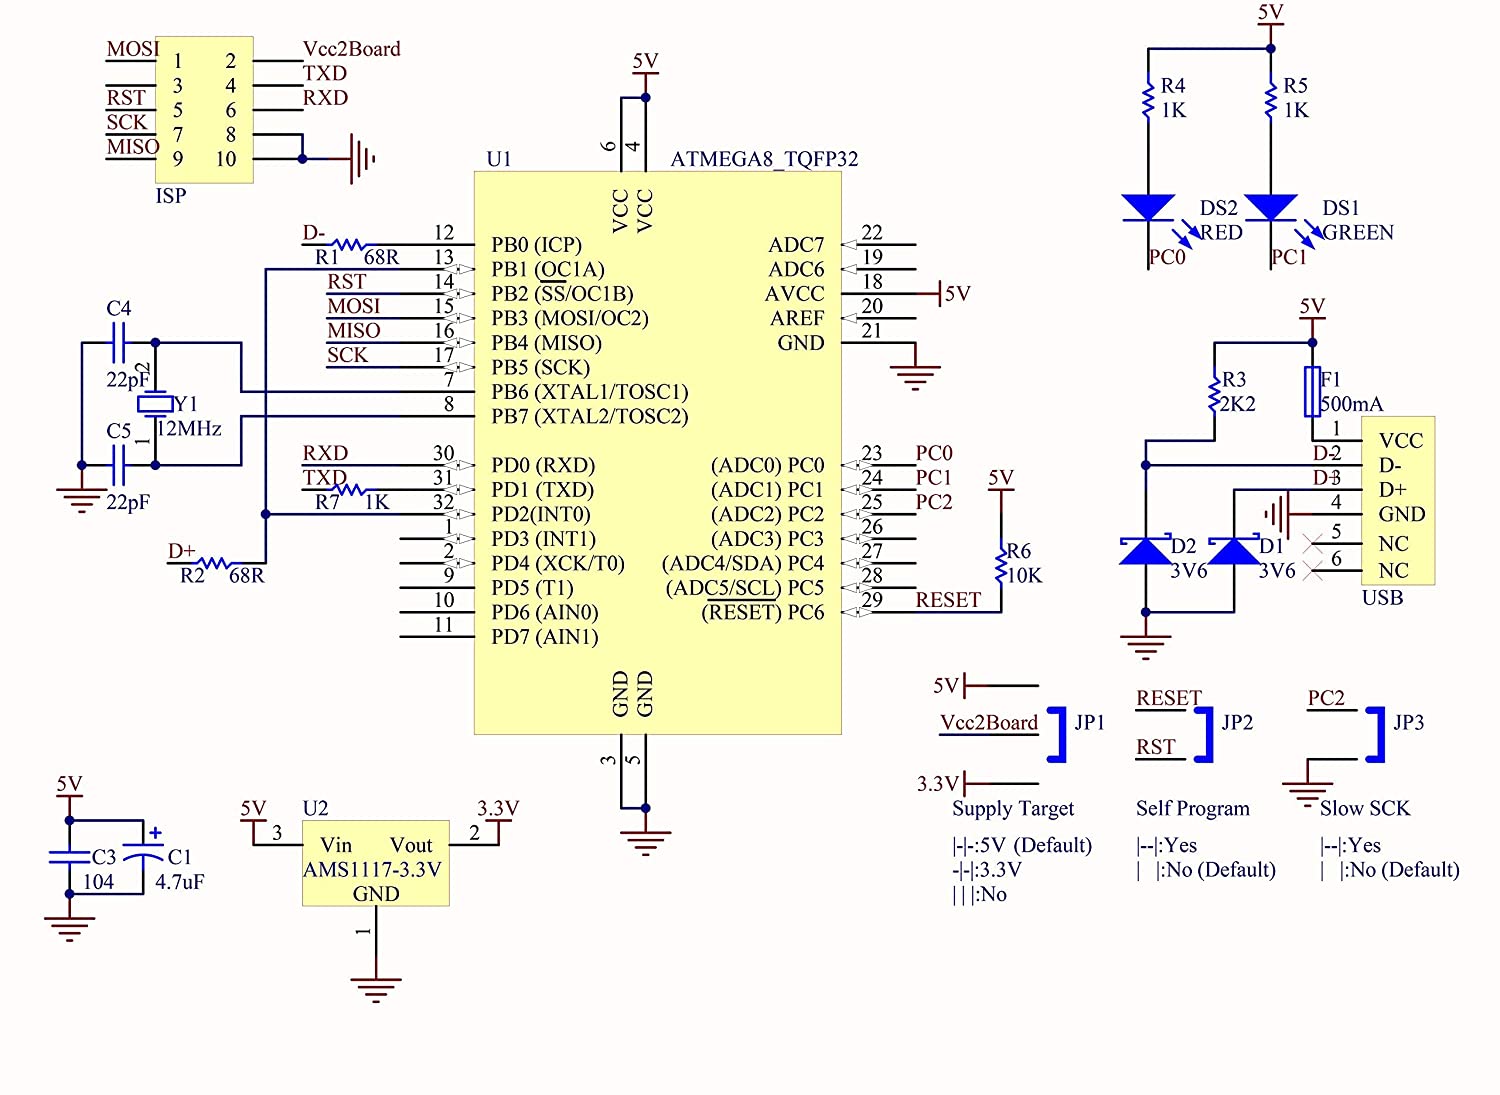 MOSI 1 2 Vcc2Board
3 4 TXD
RST 5 6 RXD
SCK 7 8
MISO 9 10
ISP
5V
6 4
U1 ATMEGA8_TQFP32
VCC VCC
D- R1 68R 12 PB0 (ICP)
13 PB1 (OC1A)
RST 14 PB2 (SS/OC1B)
MOSI 15 PB3 (MOSI/OC2)
MISO 16 PB4 (MISO)
SCK 17 PB5 (SCK)
7 PB6 (XTAL1/TOSC1)
8 PB7 (XTAL2/TOSC2)
RXD 30 PD0 (RXD)
TXD R7 1K 31 PD1 (TXD)
32 PD2(INT0)
1 PD3 (INT1)
2 PD4 (XCK/T0)
9 PD5 (T1)
10 PD6 (AIN0)
11 PD7 (AIN1)
ADC7 22
ADC6 19
AVCC 18 5V
AREF 20
GND 21
(ADC0) PC0 23 PC0
(ADC1) PC1 24 PC1
(ADC2) PC2 25 PC2
(ADC3) PC3 26
(ADC4/SDA) PC4 27
(ADC5/SCL) PC5 28
(RESET) PC6 29 RESET
GND GND
3 5
5V
R6
10K
C4
22pF
2
Y1
12MHz
1
C5
22pF
D+
R2 68R
5V
R4 R5
1K 1K
DS2 DS1
RED GREEN
PC0 PC1
5V
R3 F1
2K2 500mA
1 VCC
D- 2 D-
D+ 3 D+
4 GND
5 NC
6 NC
USB
D2 D1
3V6 3V6
5V
Vcc2Board JP1
3.3V
Supply Target
|-|-:5V (Default)
-|-|:3.3V
| | |:No
RESET
JP2
RST
Self Program
|--|:Yes
| |:No (Default)
PC2
JP3
Slow SCK
|--|:Yes
| |:No (Default)
5V
+
C3 C1
104 4.7uF
5V U2 3.3V
3 Vin Vout 2
AMS1117-3.3V
GND
1